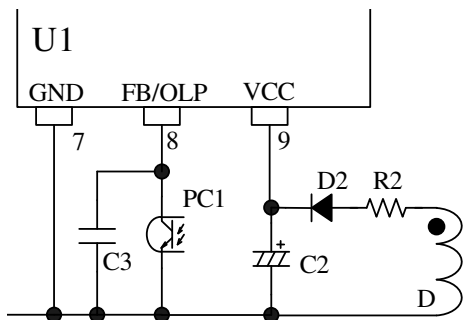 U1
GND FB/OLP VCC
7 8 9
D2 R2
PC1
C3 C2
D